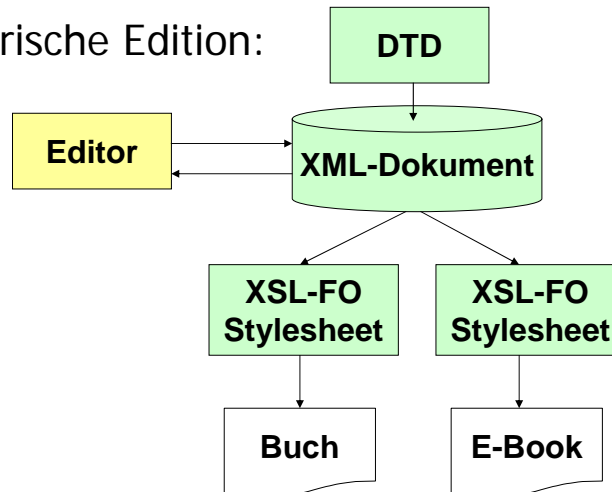 rische Edition:
DTD
Editor
XML-Dokument
XSL-FO
Stylesheet
XSL-FO
Stylesheet
Buch
E-Book